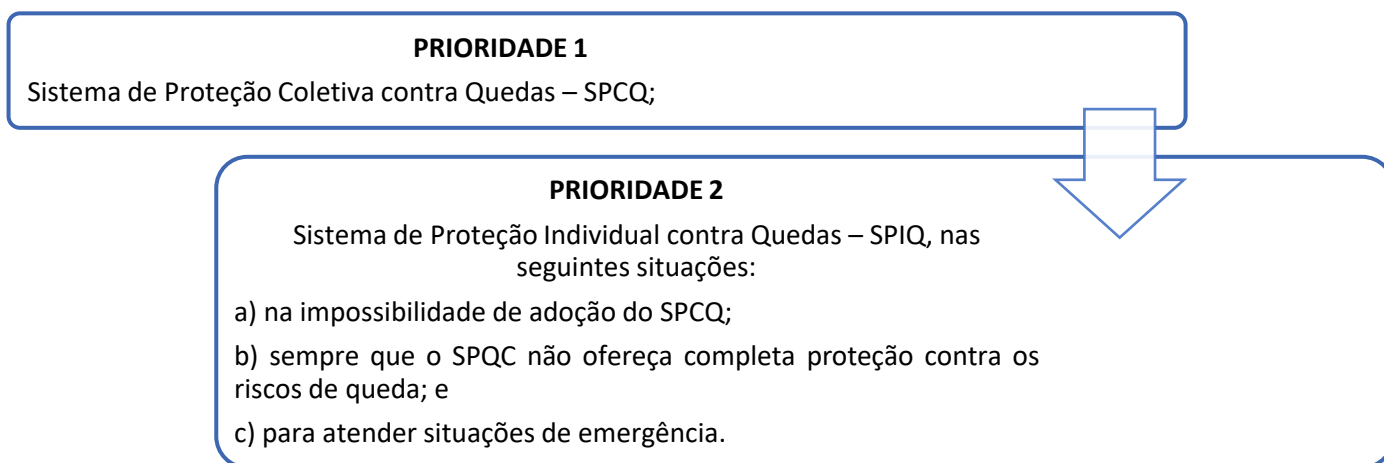 PRIORIDADE 1
Sistema de Proteção Coletiva contra Quedas – SPCQ;
PRIORIDADE 2
Sistema de Proteção Individual contra Quedas – SPIQ, nas
seguintes situações:
a) na impossibilidade de adoção do SPCQ;
b) sempre que o SPQC não ofereça completa proteção contra os
riscos de queda; e
c) para atender situações de emergência.